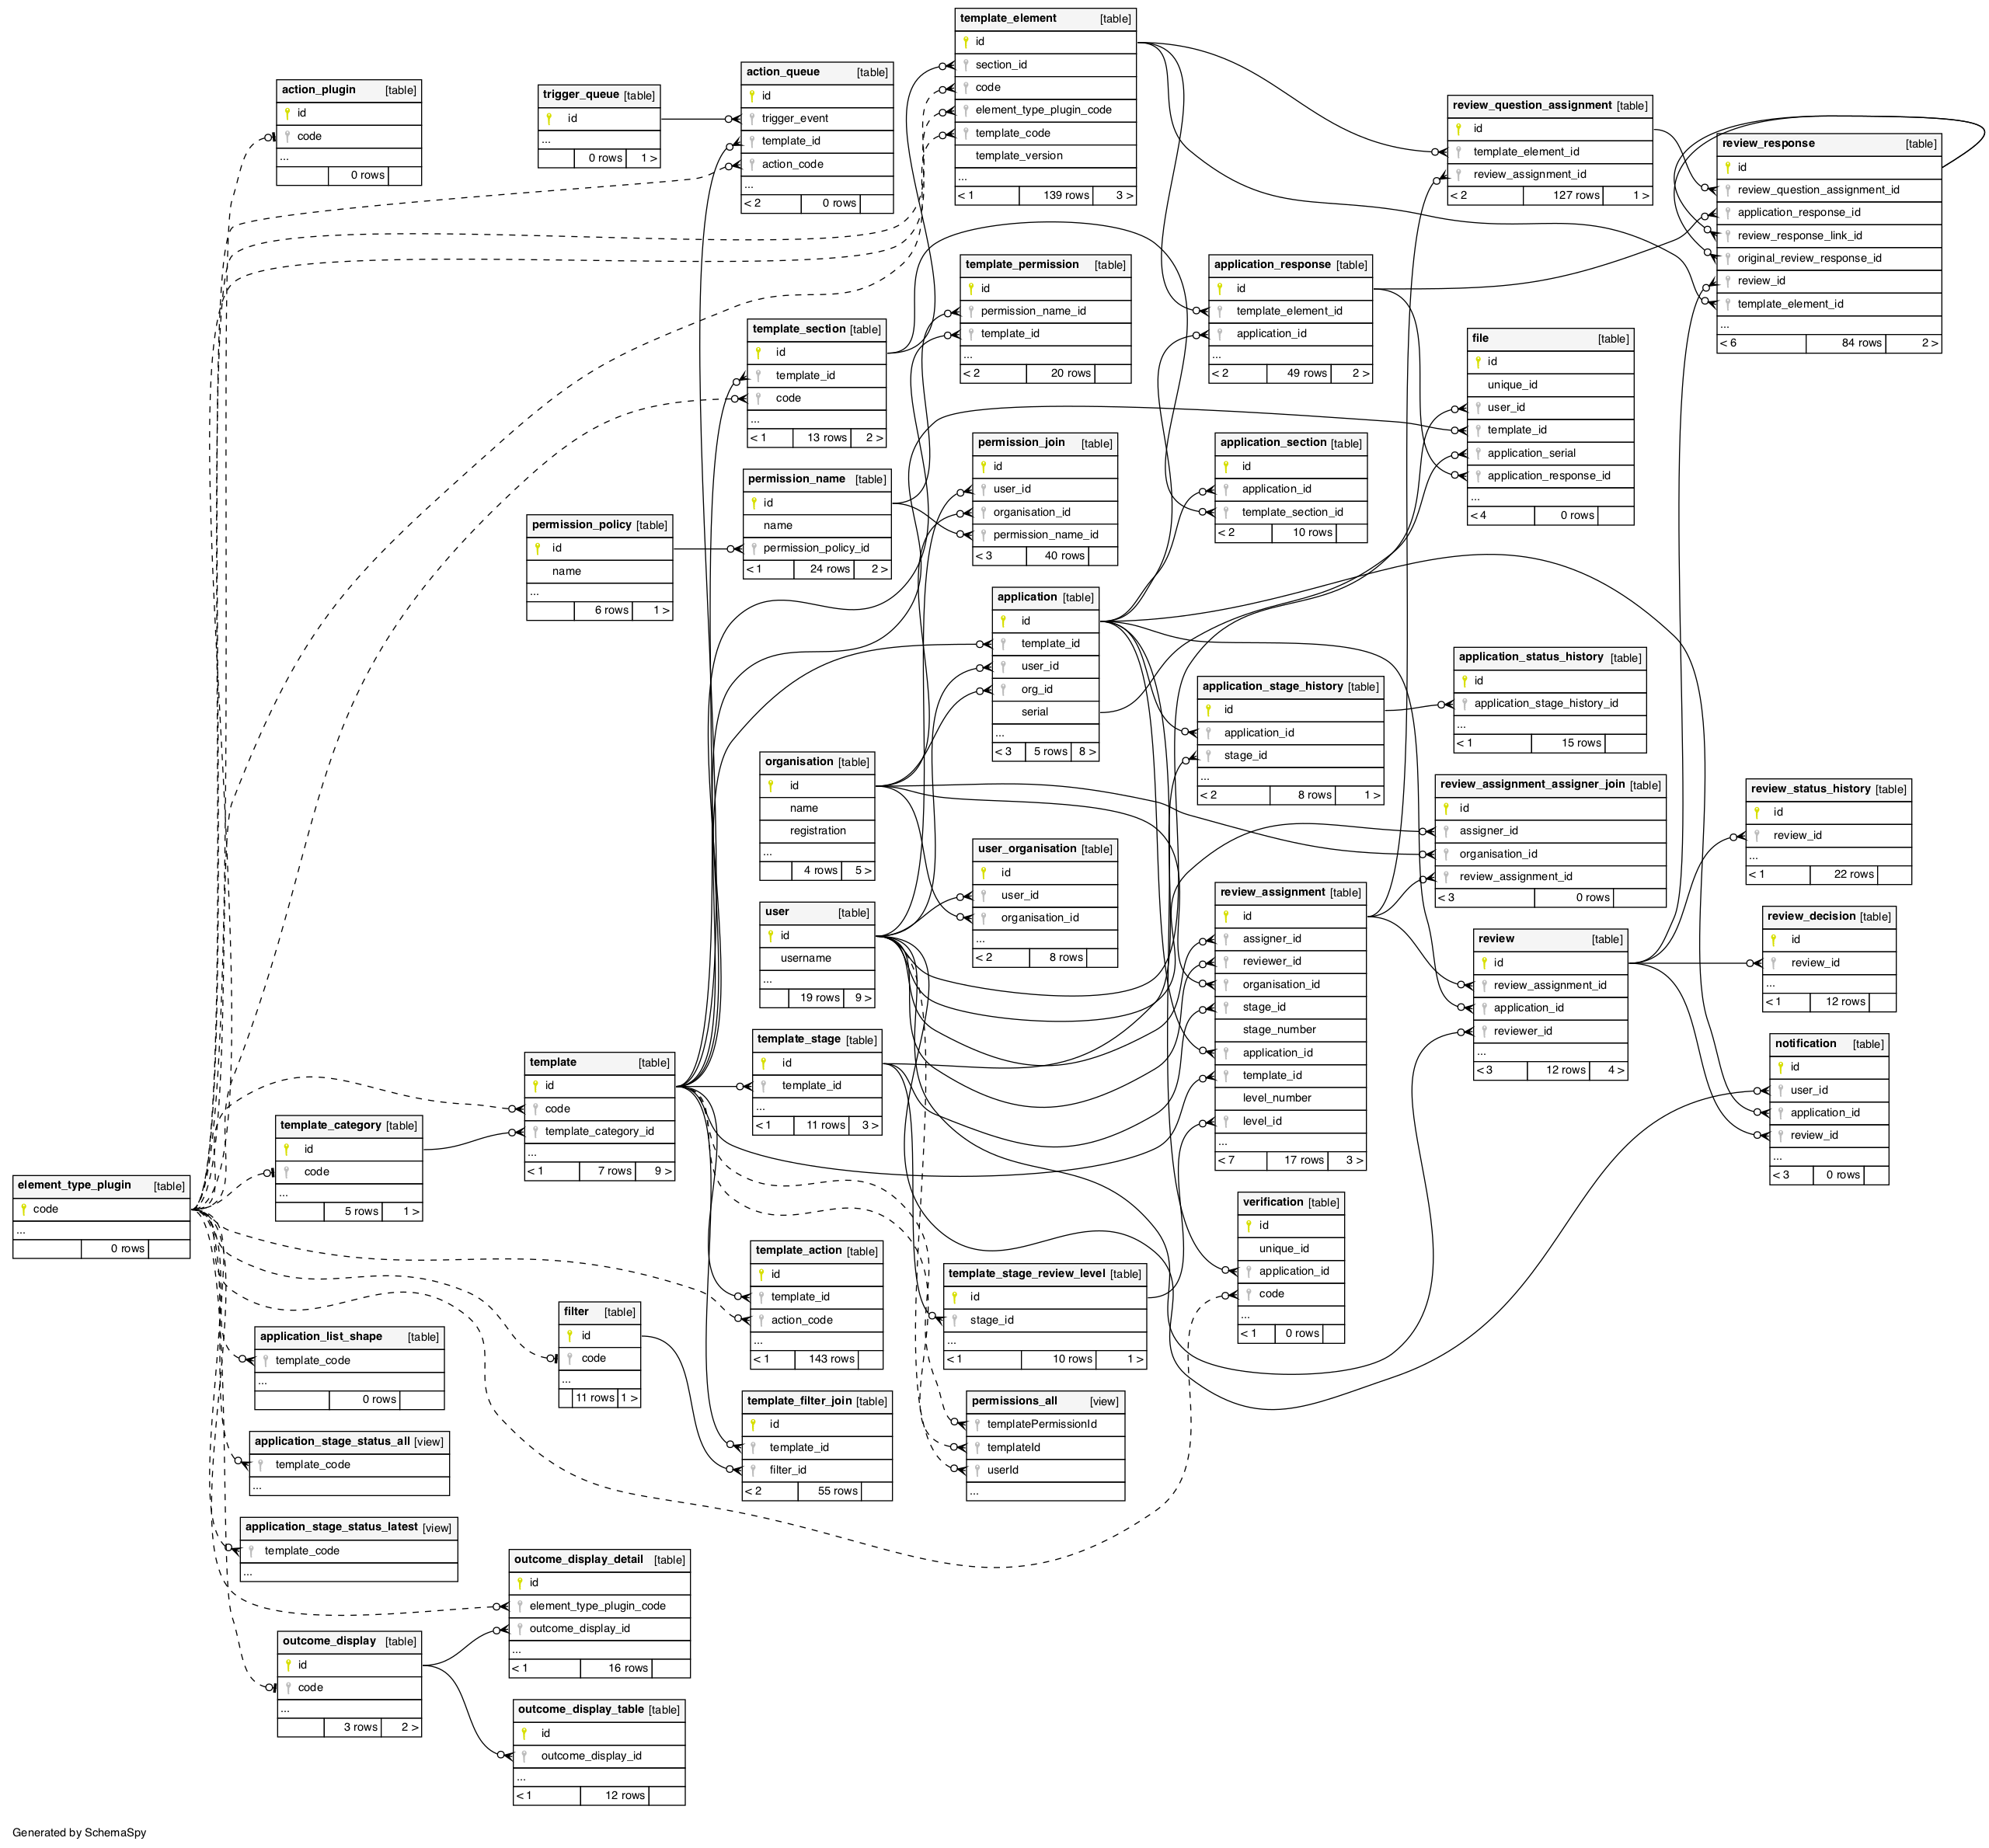 template_element [table]
id
section_id
code
element_type_plugin_code
template_code
template_version
...
< 1 139 rows 3 >
action_queue [table]
id
trigger_event
template_id
action_code
...
< 2 0 rows
action_plugin [table]
id
code
...
0 rows
trigger_queue [table]
id
...
0 rows 1 >
review_question_assignment [table]
id
template_element_id
review_assignment_id
...
< 2 127 rows 1 >
review_response [table]
id
review_question_assignment_id
application_response_id
review_response_link_id
original_review_response_id
review_id
template_element_id
...
< 6 84 rows 2 >
template_permission [table]
id
permission_name_id
template_id
...
< 2 20 rows
application_response [table]
id
template_element_id
application_id
...
< 2 49 rows 2 >
template_section [table]
id
template_id
code
...
< 1 13 rows 2 >
file [table]
id
unique_id
user_id
template_id
application_serial
application_response_id
...
< 4 0 rows
permission_join [table]
id
user_id
organisation_id
permission_name_id
< 3 40 rows
application_section [table]
id
application_id
template_section_id
< 2 10 rows
permission_name [table]
id
name
permission_policy_id
< 1 24 rows 2 >
permission_policy [table]
id
name
...
6 rows 1 >
application [table]
id
template_id
user_id
org_id
serial
...
< 3 5 rows 8 >
application_status_history [table]
id
application_stage_history_id
...
< 1 15 rows
application_stage_history [table]
id
application_id
stage_id
...
< 2 8 rows 1 >
organisation [table]
id
name
registration
...
4 rows 5 >
review_assignment_assigner_join [table]
id
assigner_id
organisation_id
review_assignment_id
< 3 0 rows
review_status_history [table]
id
review_id
...
< 1 22 rows
user_organisation [table]
id
user_id
organisation_id
...
< 2 8 rows
review_assignment [table]
id
assigner_id
reviewer_id
organisation_id
stage_id
stage_number
application_id
template_id
level_number
level_id
...
< 7 17 rows 3 >
user [table]
id
username
...
19 rows 9 >
review_decision [table]
id
review_id
...
< 1 12 rows
review [table]
id
review_assignment_id
application_id
reviewer_id
...
< 3 12 rows 4 >
template_stage [table]
id
template_id
...
< 1 11 rows 3 >
notification [table]
id
user_id
application_id
review_id
...
< 3 0 rows
template [table]
id
code
template_category_id
...
< 1 7 rows 9 >
template_category [table]
id
code
...
5 rows 1 >
element_type_plugin [table]
code
...
0 rows
verification [table]
id
unique_id
application_id
code
...
< 1 0 rows
template_action [table]
id
template_id
action_code
...
< 1 143 rows
template_stage_review_level [table]
id
stage_id
...
< 1 10 rows 1 >
filter [table]
id
code
...
11 rows 1 >
application_list_shape [table]
template_code
...
0 rows
template_filter_join [table]
id
template_id
filter_id
< 2 55 rows
permissions_all [view]
templatePermissionId
templateId
userId
...
application_stage_status_all [view]
template_code
...
application_stage_status_latest [view]
template_code
...
outcome_display_detail [table]
id
element_type_plugin_code
outcome_display_id
...
< 1 16 rows
outcome_display [table]
id
code
...
3 rows 2 >
outcome_display_table [table]
id
outcome_display_id
...
< 1 12 rows
Generated by SchemaSpy